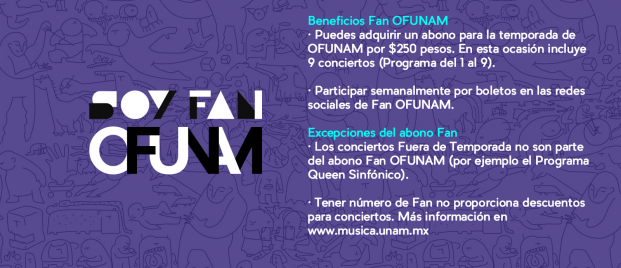 SOY FAN
OFUNAM
Beneficios Fan OFUNAM
· Puedes adquirir un abono para la temporada de
OFUNAM por $250 pesos. En esta ocasión incluye
9 conciertos (Programa del 1 al 9).
· Participar semanalmente por boletos en las redes
sociales de Fan OFUNAM.
Excepciones del abono Fan
· Los conciertos Fuera de Temporada no son parte
del abono Fan OFUNAM (por ejemplo el Programa
Queen Sinfónico).
· Tener número de Fan no proporciona descuentos
para conciertos. Más información en
www.musica.unam.mx